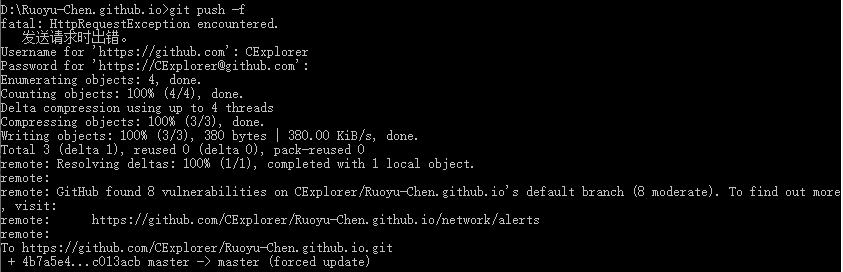 D:\Ruoyu-Chen.github.io>git push -f
fatal: HttpRequestException encountered.
   发送请求时出错。
Username for 'https://github.com': CExplorer
Password for 'https://CExplorer@github.com':
Enumerating objects: 4, done.
Counting objects: 100% (4/4), done.
Delta compression using up to 4 threads
Compressing objects: 100% (3/3), done.
Writing objects: 100% (3/3), 380 bytes | 380.00 KiB/s, done.
Total 3 (delta 1), reused 0 (delta 0), pack-reused 0
remote: Resolving deltas: 100% (1/1), completed with 1 local object.
remote:
remote: GitHub found 8 vulnerabilities on CExplorer/Ruoyu-Chen.github.io's default branch (8 moderate). To find out more
, visit:
remote:      https://github.com/CExplorer/Ruoyu-Chen.github.io/network/alerts
remote:
To https://github.com/CExplorer/Ruoyu-Chen.github.io.git
 + 4b7a5e4...c013acb master -> master (forced update)